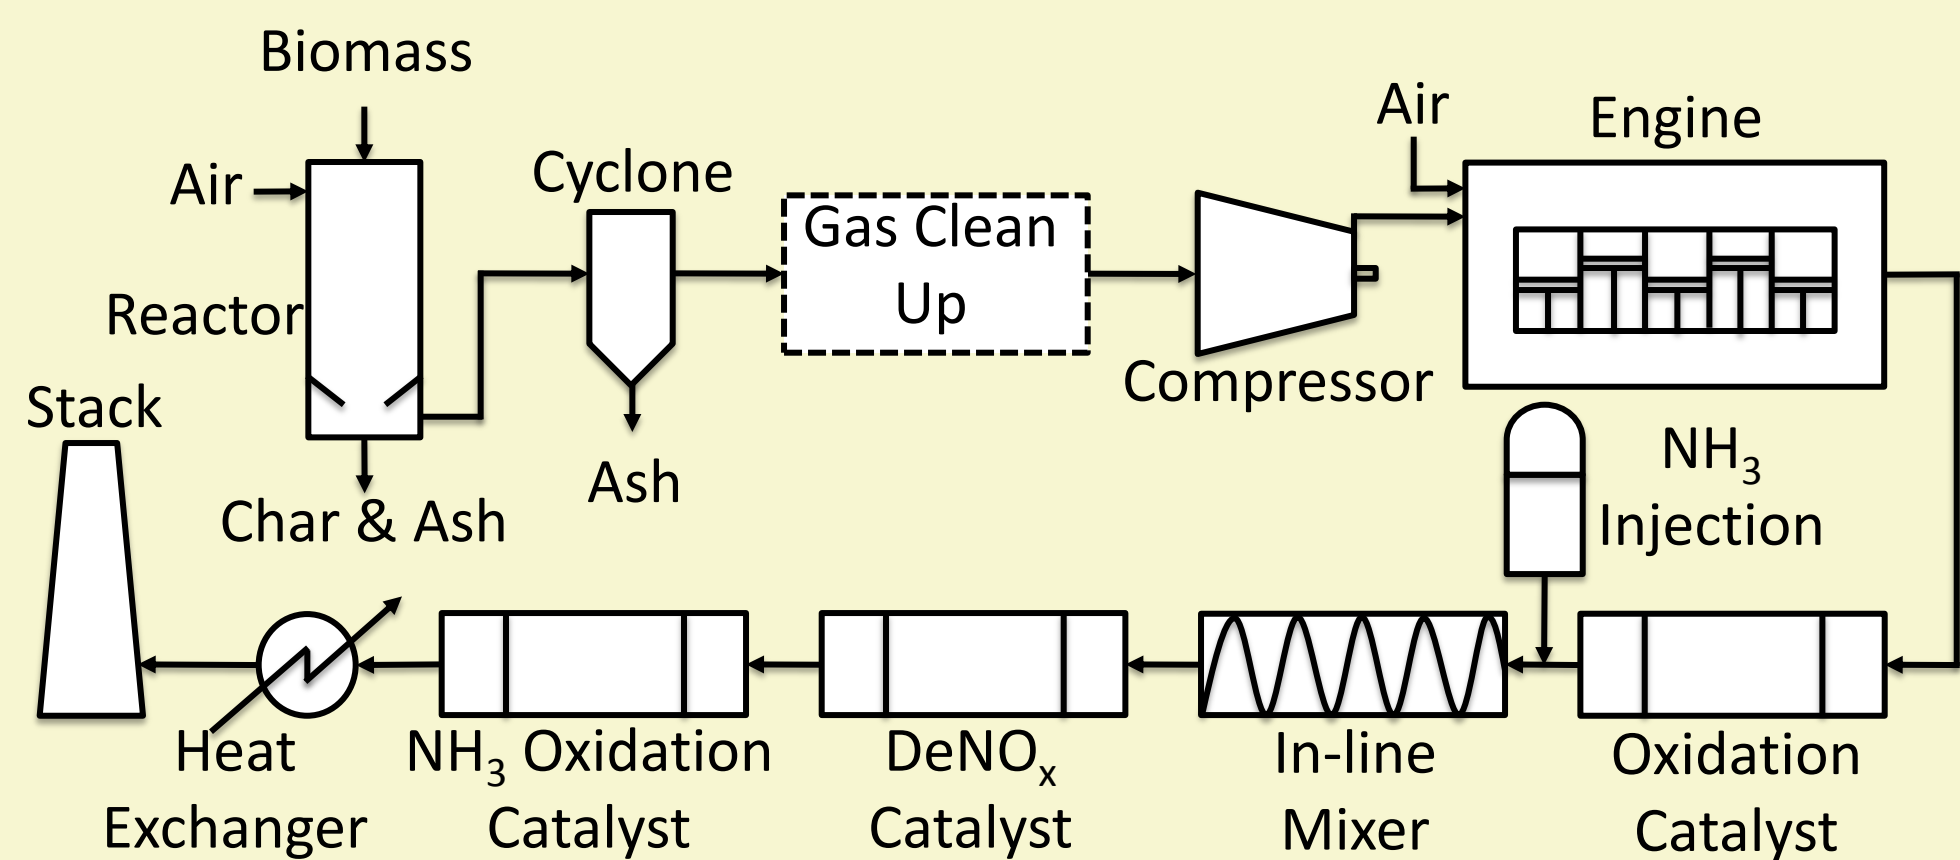 Biomass
Air
Reactor
Char & Ash
Cyclone
Ash
Gas Clean
Up
Compressor
Air
Engine
NH₃
Injection
Oxidation
Catalyst
In-line
Mixer
DeNOₓ
Catalyst
NH₃ Oxidation
Catalyst
Heat
Exchanger
Stack